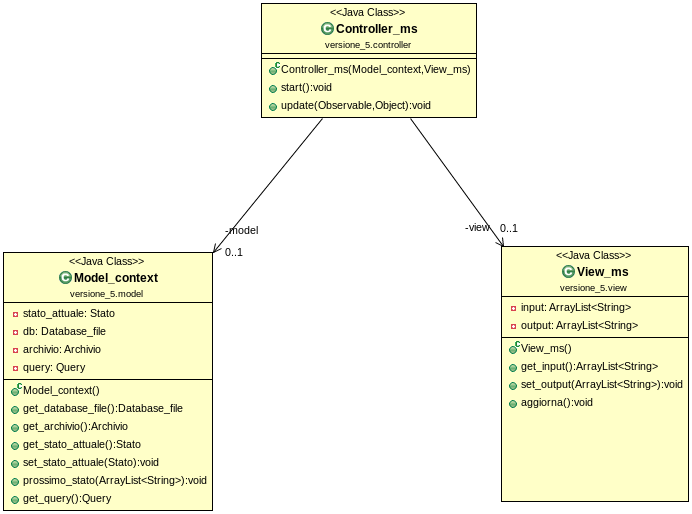 <<Java Class>>
Controller_ms
versione_5.controller
Controller_ms(Model_context,View_ms)
start():void
update(Observable,Object):void
-model
0..1
-view
0..1
<<Java Class>>
Model_context
versione_5.model
stato_attuale: Stato
db: Database_file
archivio: Archivio
query: Query
Model_context()
get_database_file():Database_file
get_archivio():Archivio
get_stato_attuale():Stato
set_stato_attuale(Stato):void
prossimo_stato(ArrayList<String>):void
get_query():Query
<<Java Class>>
View_ms
versione_5.view
input: ArrayList<String>
output: ArrayList<String>
View_ms()
get_input():ArrayList<String>
set_output(ArrayList<String>):void
aggiorna():void